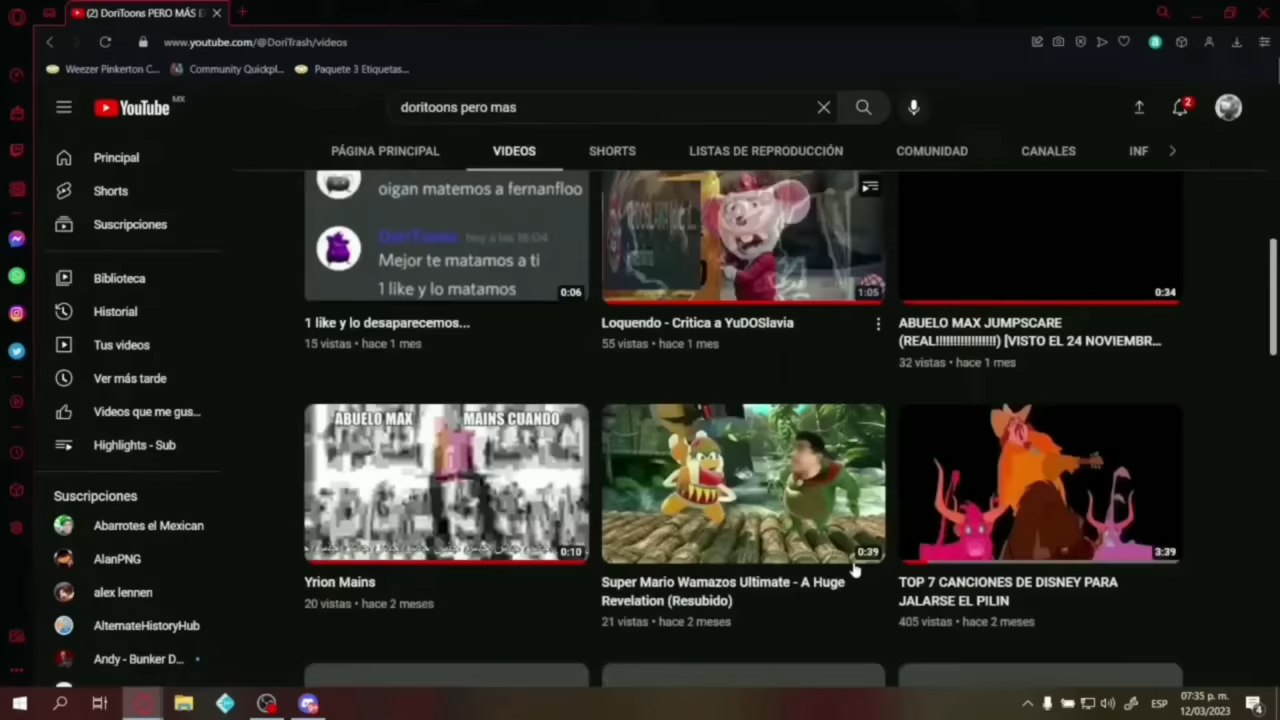 (2) DoriToons PERO MÁS E
www.youtube.com/@DoriTrash/videos
Weezer Pinkerton C...
Community Quickpl...
Paquete 3 Etiquetas...
YouTube MX
doritoons pero mas
2
PÁGINA PRINCIPAL
VIDEOS
SHORTS
LISTAS DE REPRODUCCIÓN
COMUNIDAD
CANALES
INF
Principal
Shorts
Suscripciones
Biblioteca
Historial
Tus videos
Ver más tarde
Videos que me gus...
Highlights - Sub
Suscripciones
Abarrotes el Mexican
AlanPNG
alex lennen
AlternateHistoryHub
Andy - Bunker D...
oigan matemos a fernanfloo
DoriToons hoy a las 16:04
Mejor te matamos a ti
1 like y lo matamos
0:06
1 like y lo desaparecemos...
15 vistas • hace 1 mes
1:05
Loquendo - Critica a YuDOSlavia
55 vistas • hace 1 mes
0:34
ABUELO MAX JUMPSCARE
(REAL!!!!!!!!!!!!!!!!!) [VISTO EL 24 NOVIEMBR...
32 vistas • hace 1 mes
ABUELO MAX MAINS CUANDO
0:10
Yrion Mains
20 vistas • hace 2 meses
0:39
Super Mario Wamazos Ultimate - A Huge
Revelation (Resubido)
21 vistas • hace 2 meses
3:39
TOP 7 CANCIONES DE DISNEY PARA
JALARSE EL PILIN
405 vistas • hace 2 meses
ESP
07:35 p. m.
12/03/2023
4